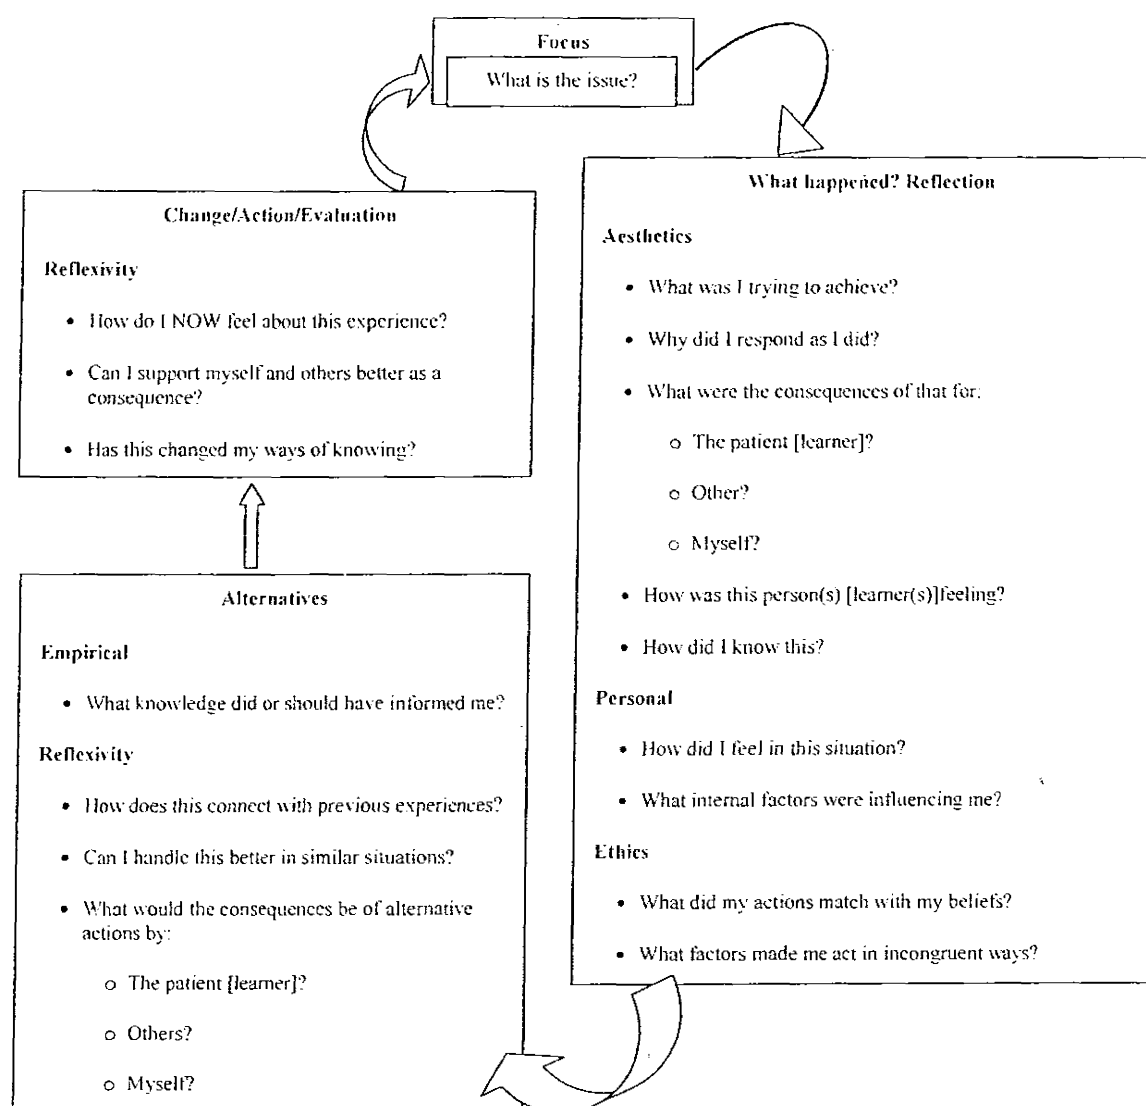 Focus
What is the issue?
What happened? Reflection
Aesthetics
• What was I trying to achieve?
• Why did I respond as I did?
• What were the consequences of that for:
o The patient [learner]?
o Other?
o Myself?
• How was this person(s) [learner(s)]feeling?
• How did I know this?
Personal
• How did I feel in this situation?
• What internal factors were influencing me?
Ethics
• What did my actions match with my beliefs?
• What factors made me act in incongruent ways?
Alternatives
Empirical
• What knowledge did or should have informed me?
Reflexivity
• How does this connect with previous experiences?
• Can I handle this better in similar situations?
• What would the consequences be of alternative
actions by:
o The patient [learner]?
o Others?
o Myself?
Change/Action/Evaluation
Reflexivity
• How do I NOW feel about this experience?
• Can I support myself and others better as a
consequence?
• Has this changed my ways of knowing?